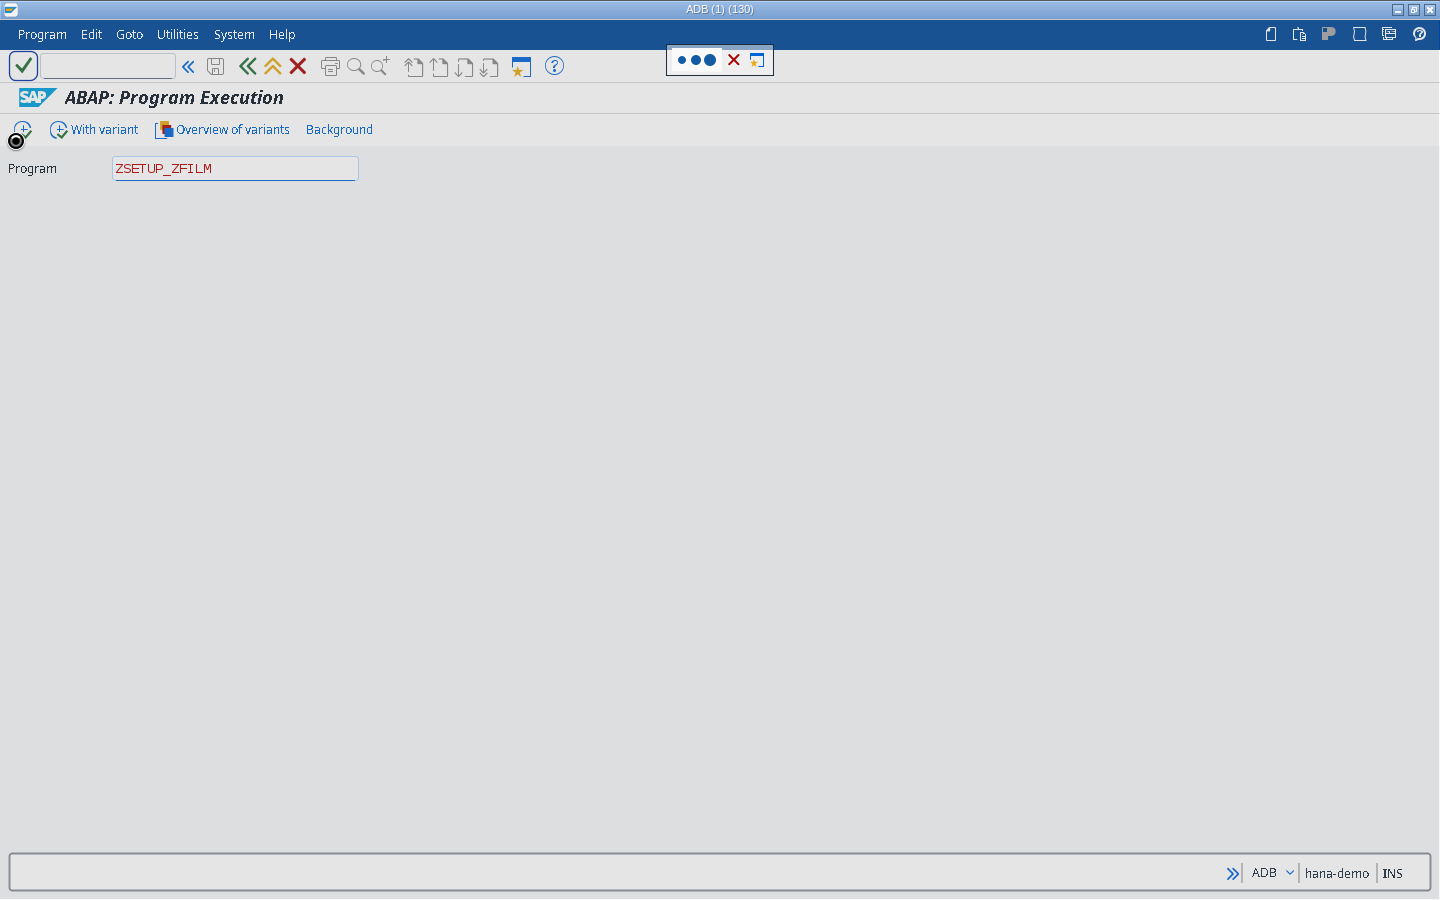 ADB (1) (130)
Program Edit Goto Utilities System Help
SAP ABAP: Program Execution
With variant Overview of variants Background
Program ZSETUP_ZFILM
ADB hana-demo INS